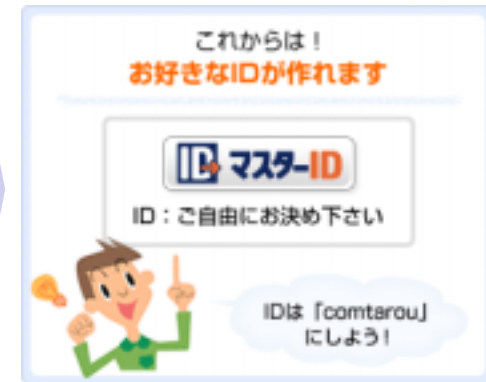 これからは！
お好きなIDが作れます
ID マスターID
ID：ご自由にお決め下さい
IDは「comtarou」
にしよう！